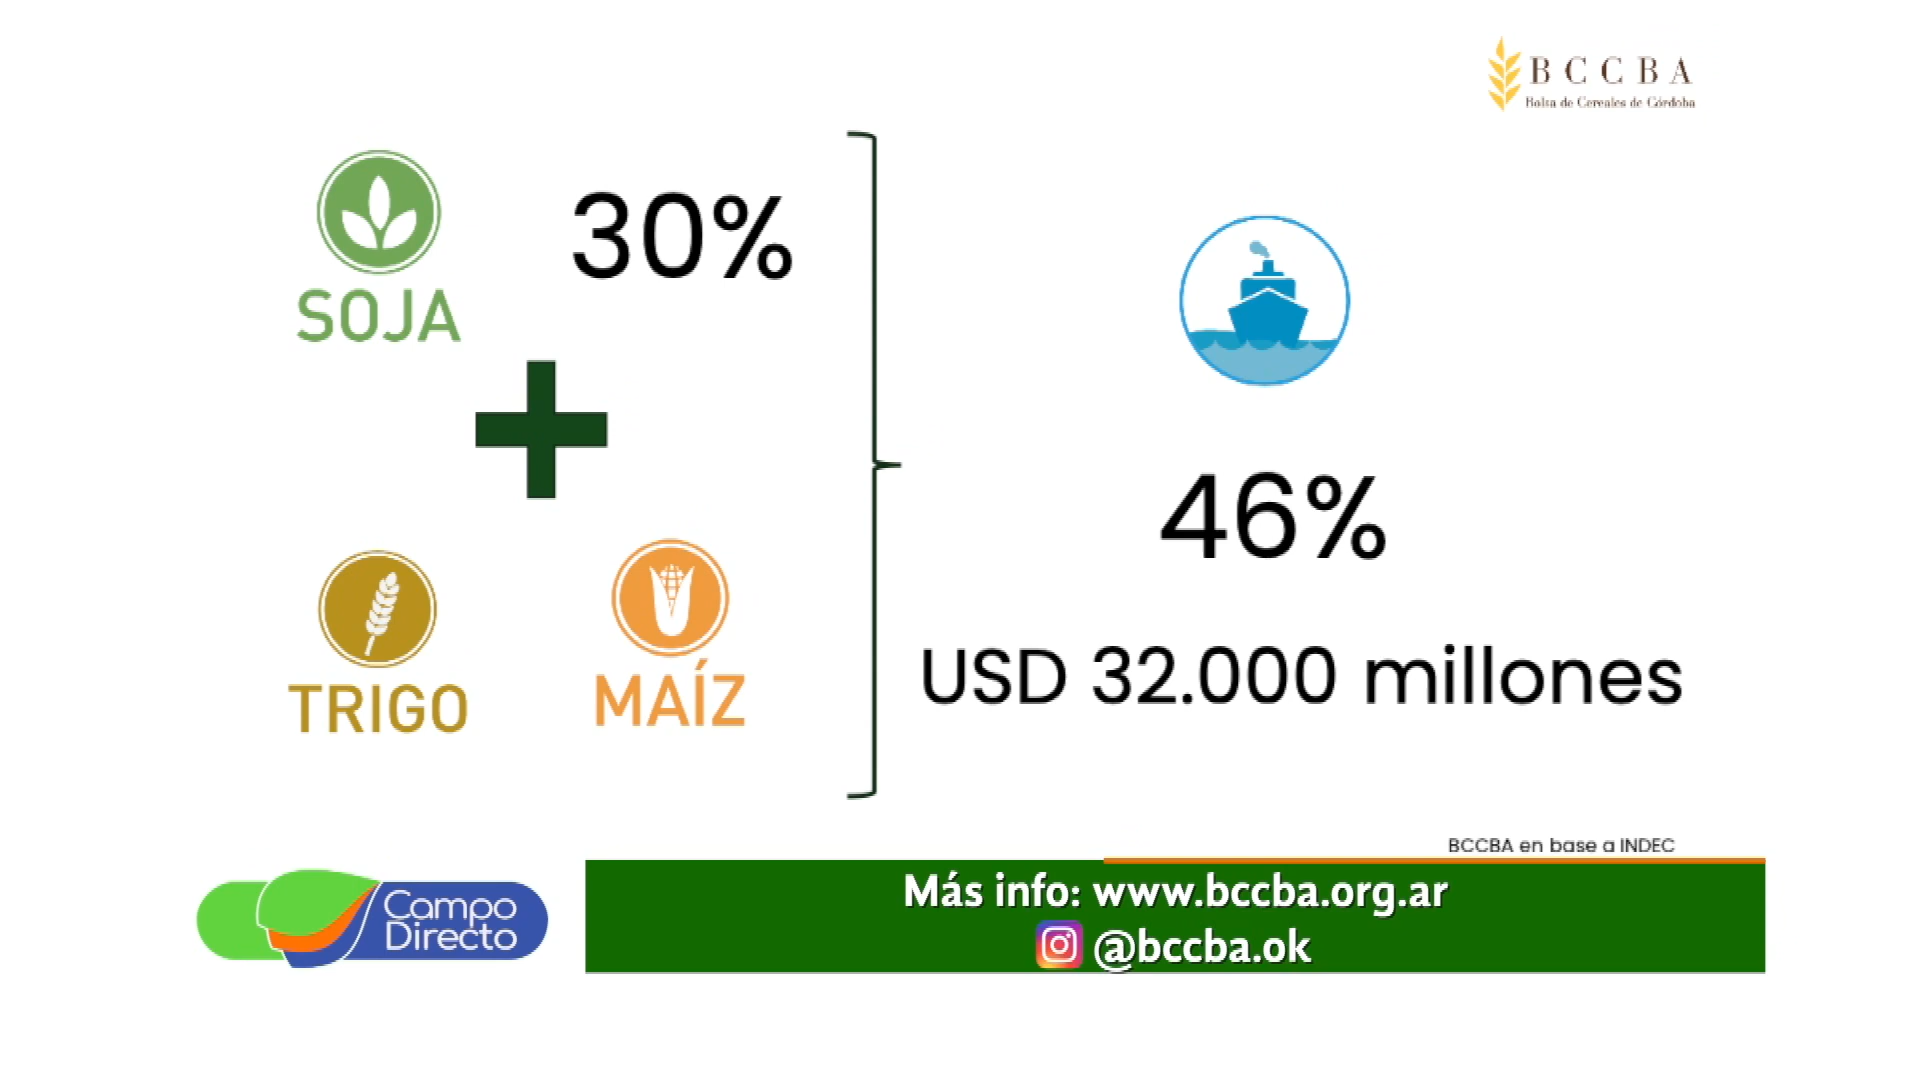 BCCBA
Bolsa de Cereales de Córdoba
SOJA
30%
TRIGO
MAÍZ
46%
USD 32.000 millones
BCCBA en base a INDEC
Campo
Directo
Más info: www.bccba.org.ar
@bccba.ok